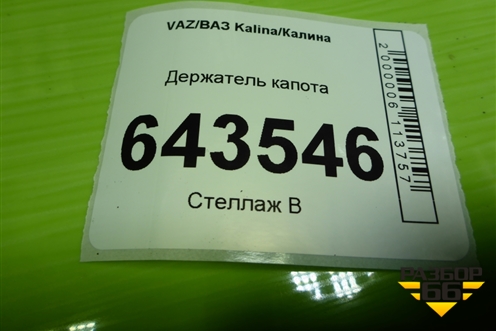 VAZ/ВАЗ Kalina/Калина
Держатель капота
643546
Стеллаж В
2000006113757
РАЗБОР
66